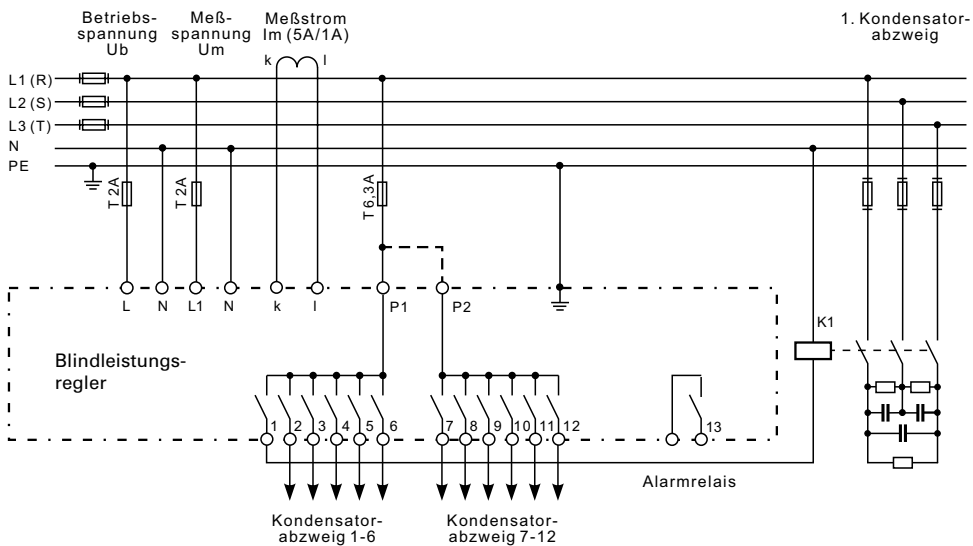 Betriebs-
spannung
Ub
Meß-
spannung
Um
Meßstrom
Im (5A/1A)
k l
1. Kondensator-
abzweig
L1 (R)
L2 (S)
L3 (T)
N
PE
T 2A
T 2A
T 6,3 A
L N L1 N k l P1 P2
K1
Blindleistungs-
regler
1 2 3 4 5 6 7 8 9 10 11 12 13
Alarmrelais
Kondensator-
abzweig 1-6
Kondensator-
abzweig 7-12